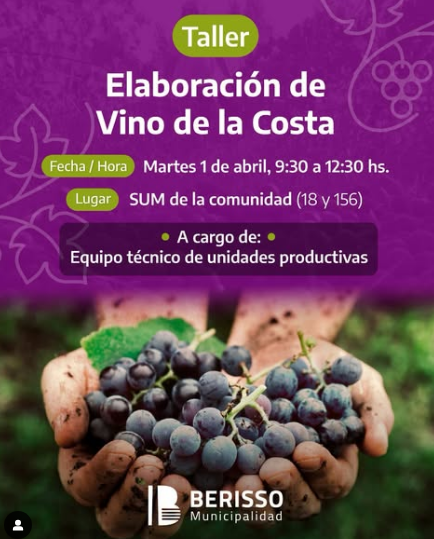 Taller
Elaboración de
Vino de la Costa
Fecha / Hora Martes 1 de abril, 9:30 a 12:30 hs.
Lugar SUM de la comunidad (18 y 156)
• A cargo de: •
Equipo técnico de unidades productivas
BERISSO
Municipalidad